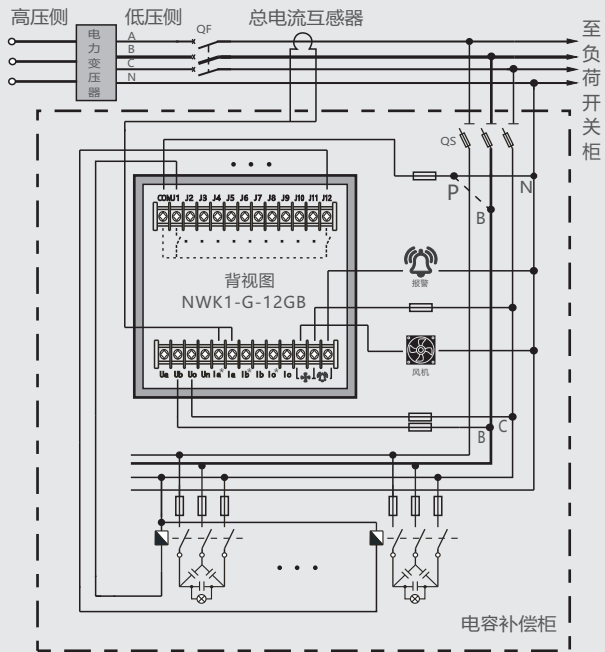 高压侧 低压侧 QF 总电流互感器
电力变压器
A
B
C
N
至负荷开关柜
QS
P
N
B
COM J1 J2 J3 J4 J5 J6 J7 J8 J9 J10 J11 J12
背视图
NWK1-G-12GB
报警
风机
Ua Ub Uc Un Ia* Ia Ib* Ib Ic* Ic
B C
电容补偿柜